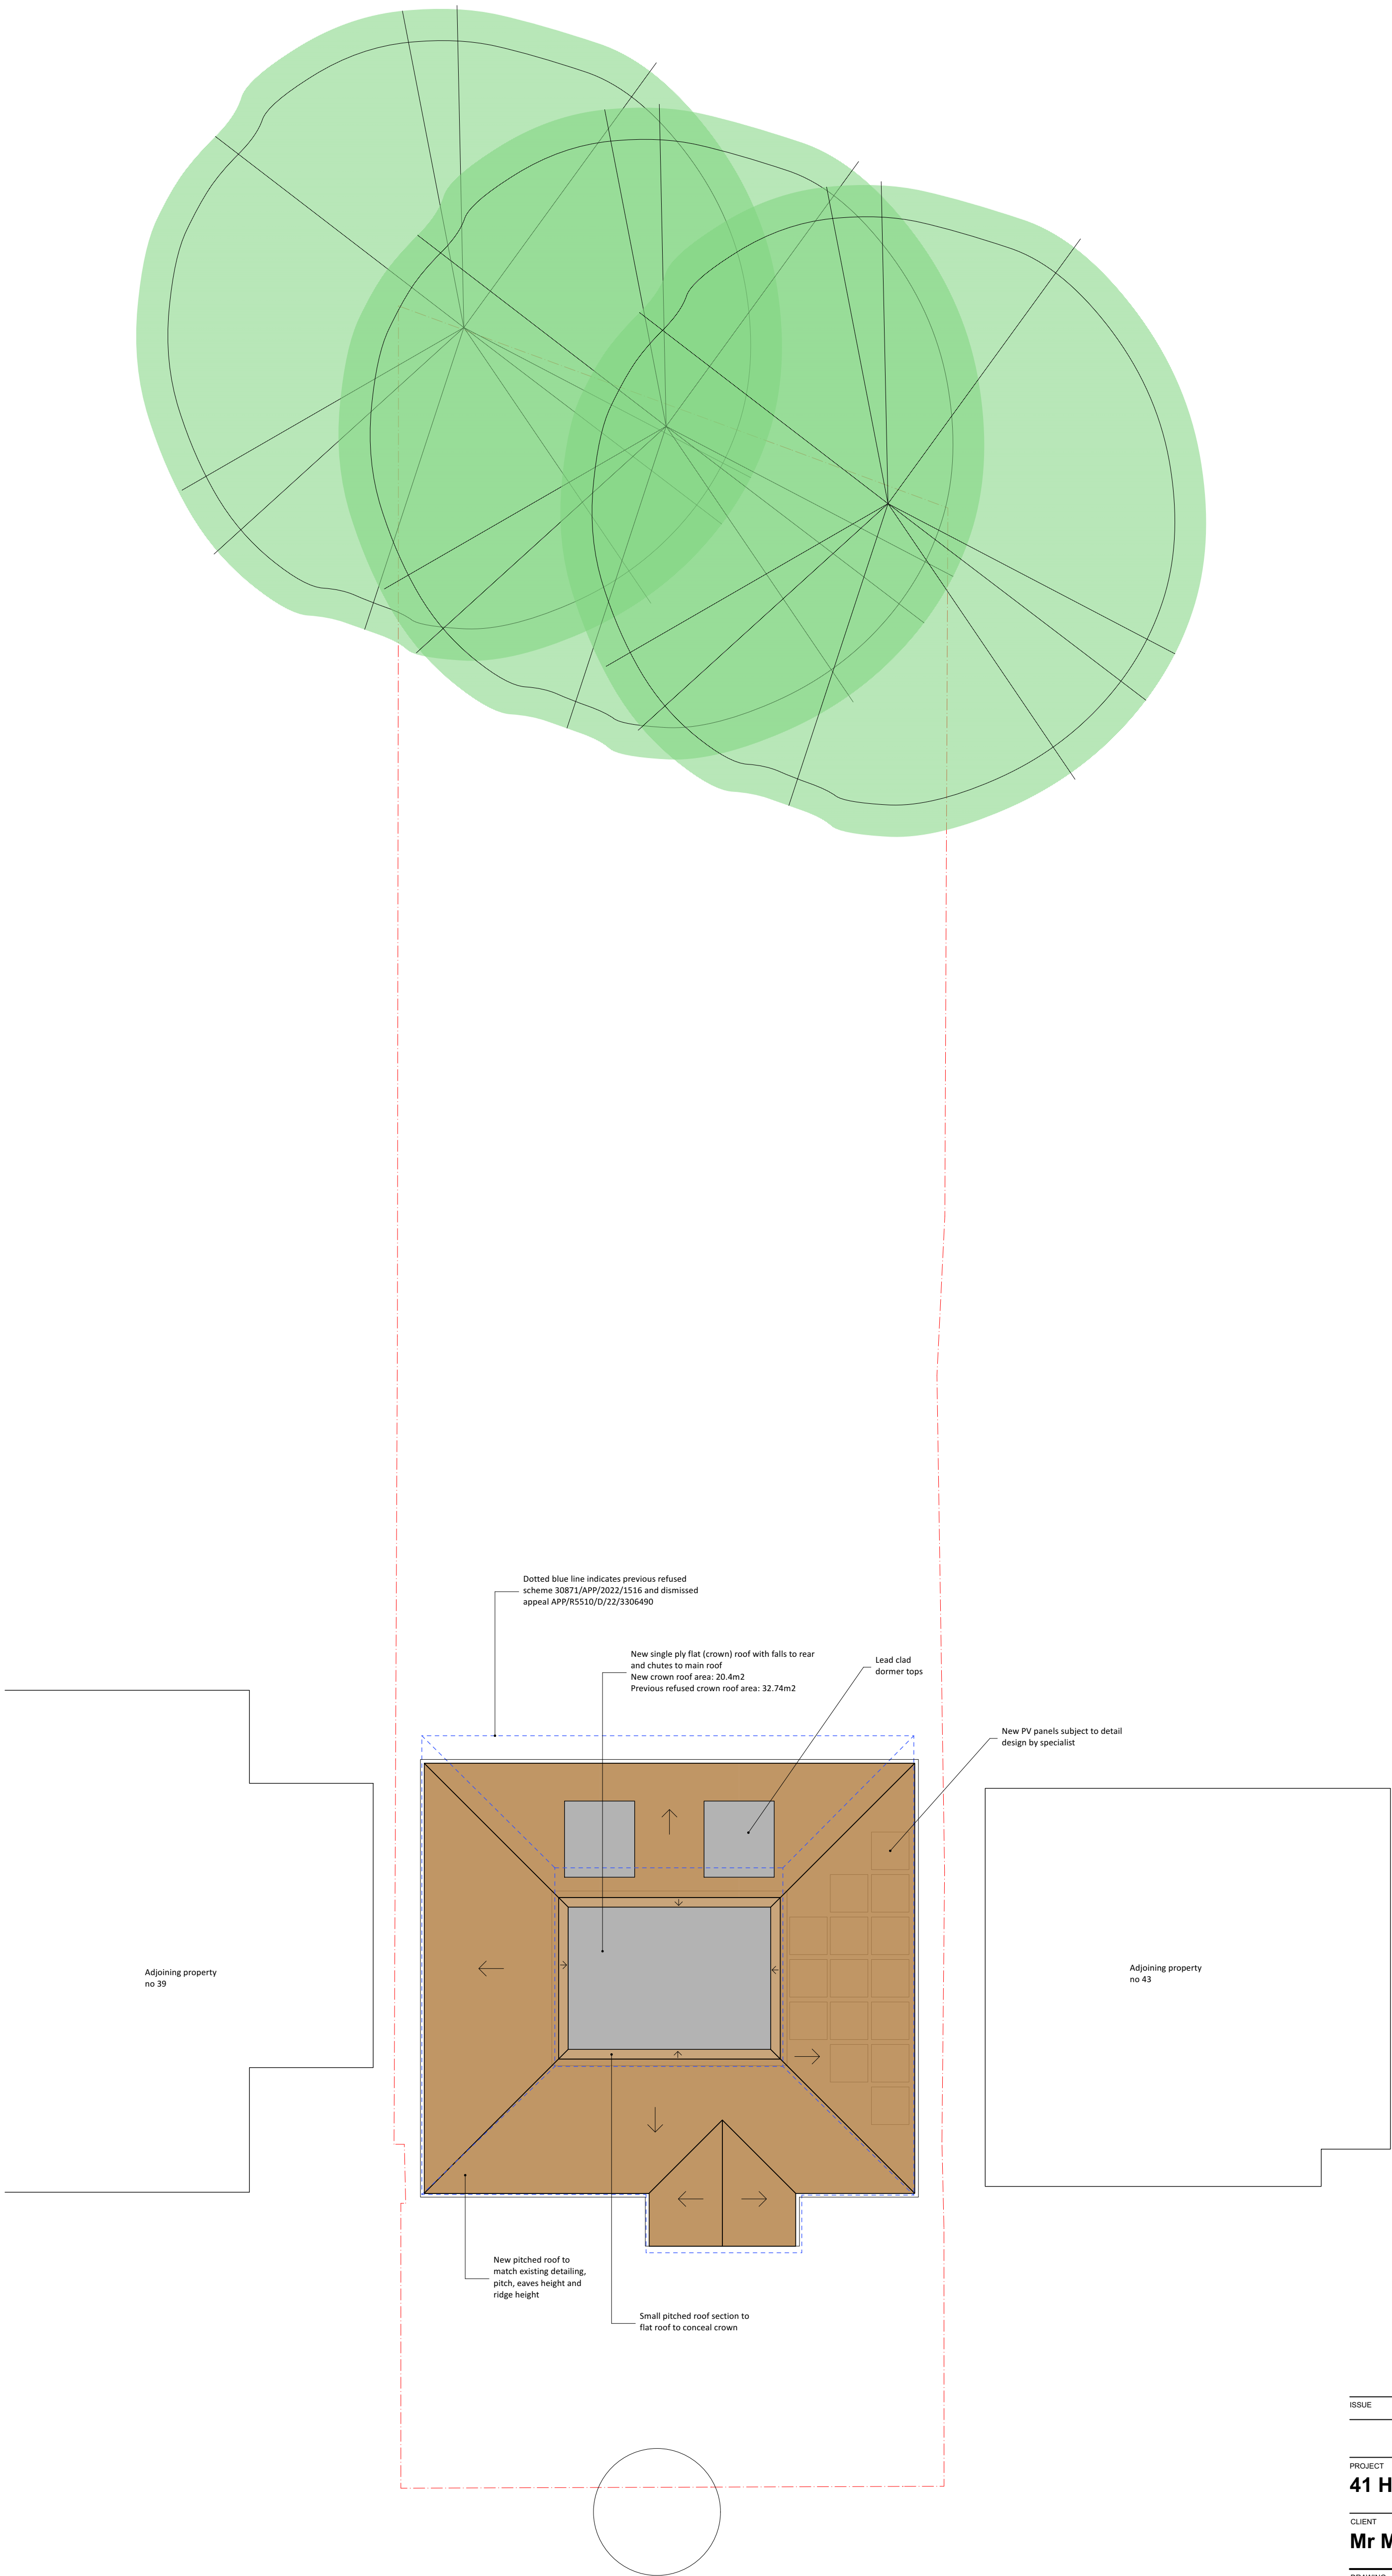 Dotted blue line indicates previous refused
scheme 30871/APP/2022/1516 and dismissed
appeal APP/R5510/D/22/3306490
New single ply flat (crown) roof with falls to rear
and chutes to main roof
New crown roof area: 20.4m2
Previous refused crown roof area: 32.74m2
Lead clad
dormer tops
New PV panels subject to detail
design by specialist
Adjoining property
no 39
Adjoining property
no 43
New pitched roof to
match existing detailing,
pitch, eaves height and
ridge height
Small pitched roof section to
flat roof to conceal crown
ISSUE
PROJECT
41 H
CLIENT
Mr M